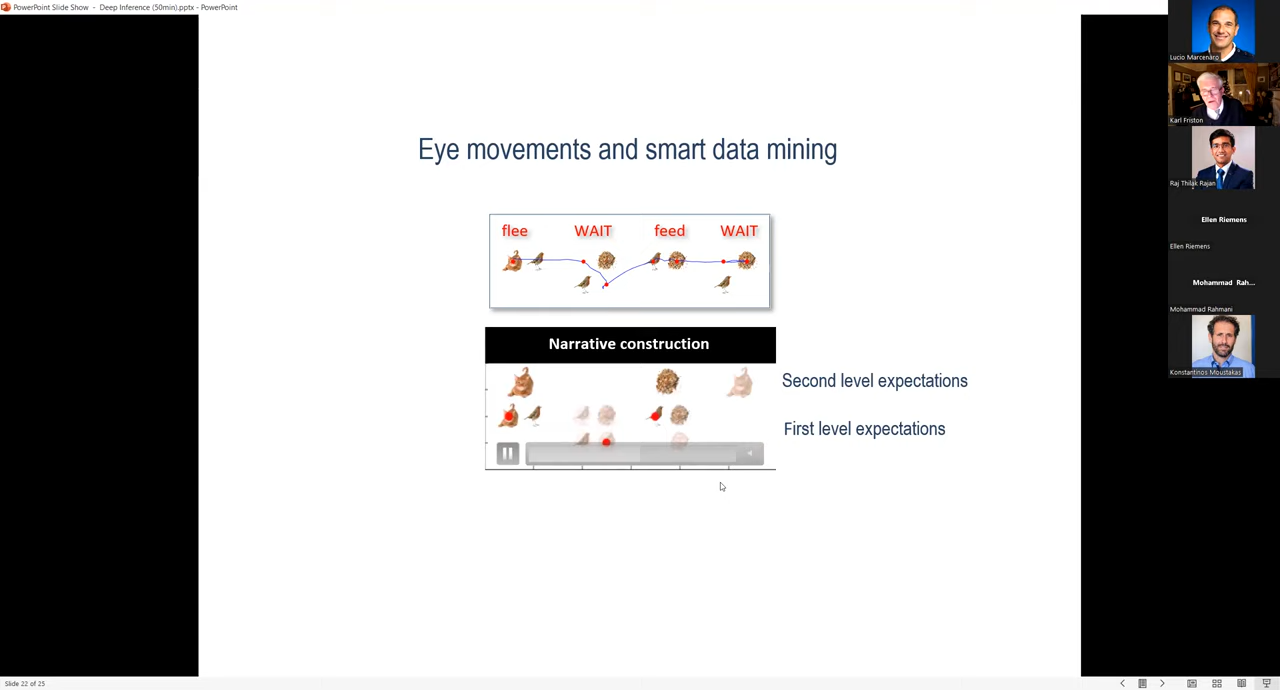 PowerPoint Slide Show - Deep Inference (50min).pptx - PowerPoint
Eye movements and smart data mining
flee WAIT feed WAIT
Narrative construction
Second level expectations
First level expectations
Lucio Marcenaro
Karl Friston
Raj Thilak Rajan
Ellen Riemens
Ellen Riemens
Mohammad Rah...
Mohammad Rahmani
Konstantinos Moustakas
Slide 22 of 25